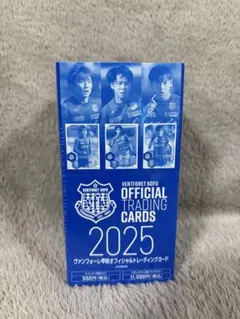 VENTFORET KOFU
OFFICIAL
TRADING
CARDS
2025
ヴァンフォーレ甲府オフィシャルトレーディングカード
550円(税込)
11,000円(税込)